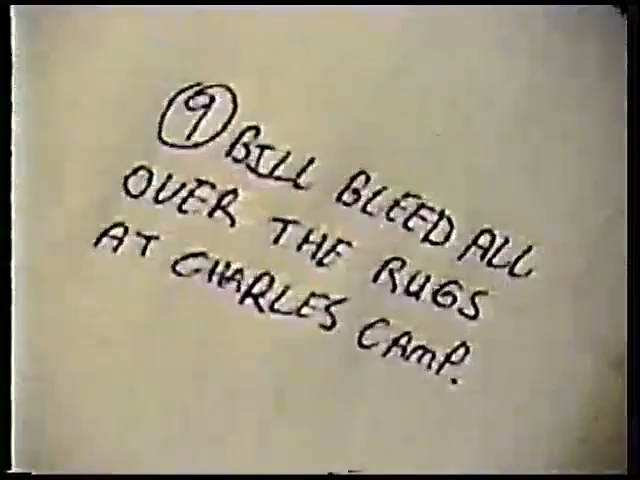 ⑨ BILL BLEED ALL
OVER THE RUGS
AT CHARLES CAMP.